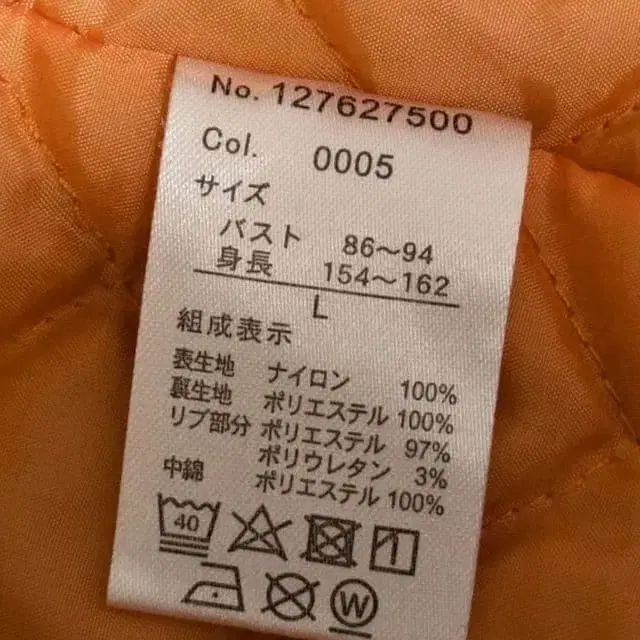 No. 127627500
Col. 0005
サイズ
バスト 86～94
身長 154～162
L
組成表示
表生地 ナイロン 100%
裏生地 ポリエステル 100%
リブ部分 ポリエステル 97%
ポリウレタン 3%
中綿 ポリエステル 100%
40
W